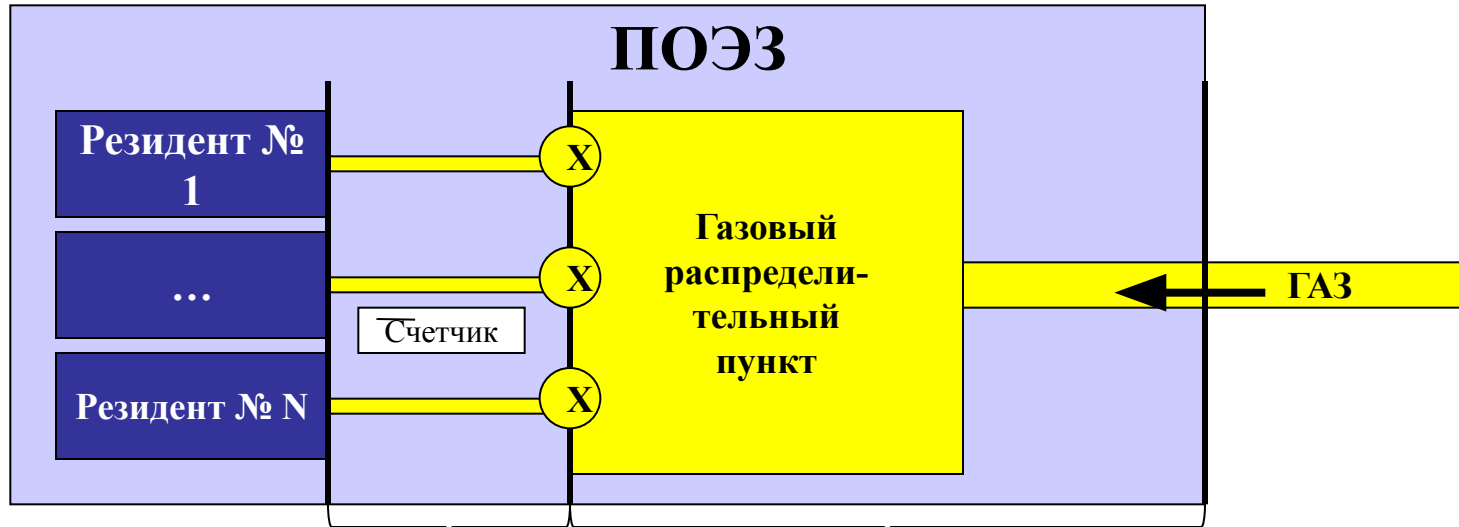 ПОЭЗ
Резидент №
1
Х
Газовый
распредели-
тельный
пункт
…
Х
ГАЗ
Счетчик
Резидент № N
Х